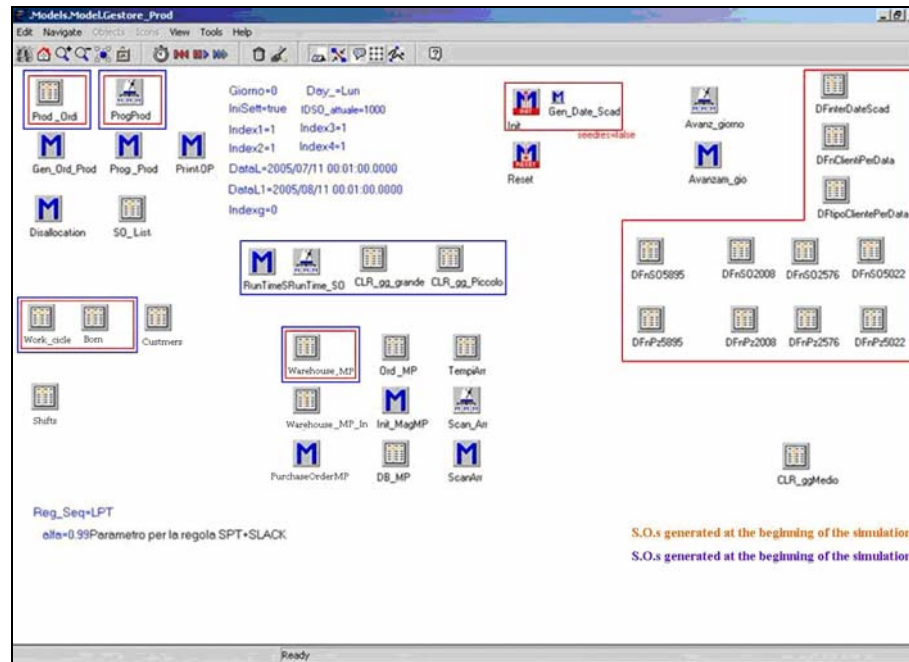 .Models.Model.Gestore_Prod
Edit Navigate Objects Icons View Tools Help
Prod_Ord ProgProd
Gen_Ord_Prod Prog_Prod PrintOP
Disallocation SO_List
Giorno=0 Day_=Lun
IniSett=true IDSO_attuale=1000
Index1=1 Index3=1
Index2=1 Index4=1
DataL=2005/07/11 00:01:00.0000
DataL1=2005/08/11 00:01:00.0000
Indexg=0
Init Gen_Date_Scad
seedres=false
Reset
Avanz_giorno
Avanzam_gio
DFinterDateScad
DFnClientiPerData
DFtipoClientePerData
DFnSO5895 DFnSO2008 DFnSO2576 DFnSO5022
DFnPz5895 DFnPz2008 DFnPz2576 DFnPz5022
RunTimeSRunTime_SO CLR_gg_grande CLR_gg_Piccolo
Work_cicle Bom Custmers
Shifts
Warehouse_MP Ord_MP TempiArr
Warehouse_MP_In Init_MagMP Scan_Arr
PurchaseOrderMP DB_MP ScanArr
CLR_ggMedio
Reg_Seq=LPT
alfa=0.99Parametro per la regola SPT+SLACK
S.O.s generated at the beginning of the simulation
S.O.s generated at the beginning of the simulation
Ready